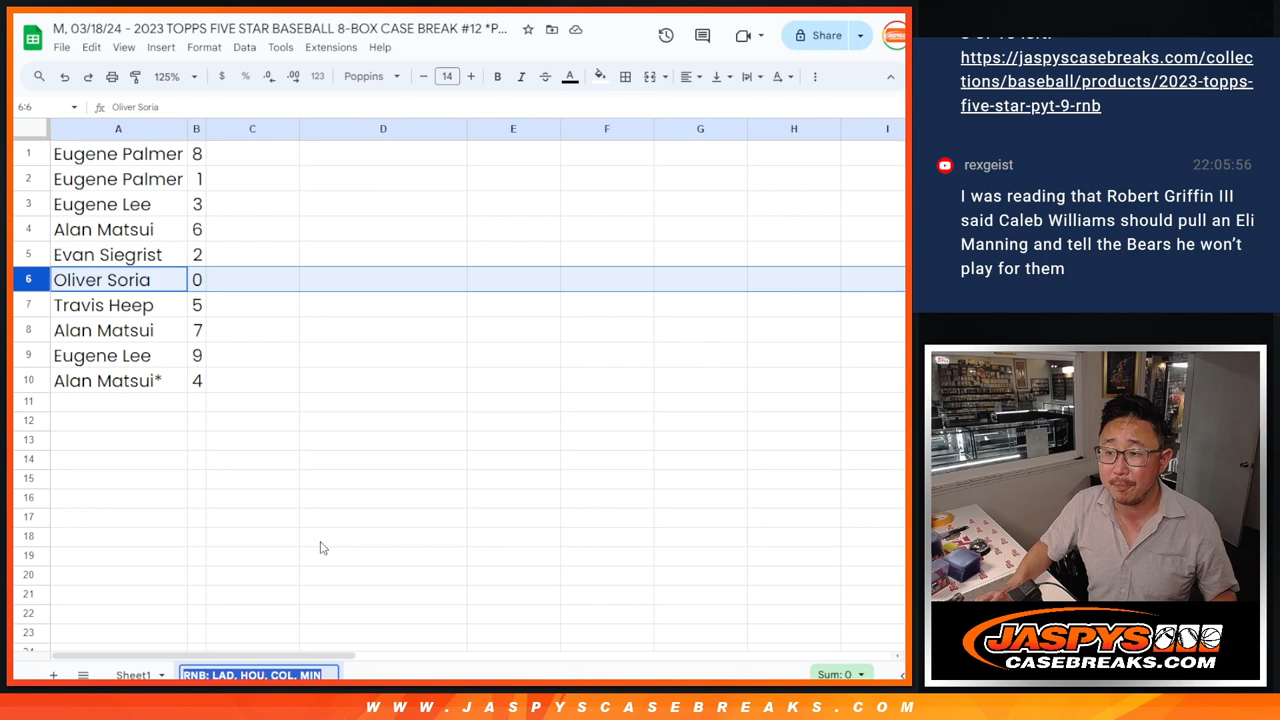 M, 03/18/24 - 2023 TOPPS FIVE STAR BASEBALL 8-BOX CASE BREAK #12 *P...
File Edit View Insert Format Data Tools Extensions Help
Share
125% $ % .0 .00 123 Poppins 14 B I A
6:6 fx Oliver Soria
A B C D E F G H I
1 Eugene Palmer 8
2 Eugene Palmer 1
3 Eugene Lee 3
4 Alan Matsui 6
5 Evan Siegrist 2
6 Oliver Soria 0
7 Travis Heep 5
8 Alan Matsui 7
9 Eugene Lee 9
10 Alan Matsui* 4
11
12
13
14
15
16
17
18
19
20
21
22
23
Sheet1 RNB: LAD, HOU, COL, MIN Sum: 0
https://jaspyscasebreaks.com/collec
tions/baseball/products/2023-topps-
five-star-pyt-9-rnb
rexgeist 22:05:56
I was reading that Robert Griffin III
said Caleb Williams should pull an Eli
Manning and tell the Bears he won't
play for them
JASPYS
CASEBREAKS.COM
WWW.JASPYSCASEBREAKS.COM